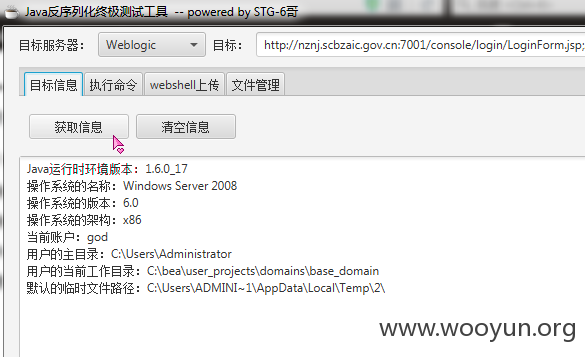 Java反序列化终极测试工具 -- powered by STG-6哥
目标服务器： Weblogic 目标： http://nznj.scbzaic.gov.cn:7001/console/login/LoginForm.jsp;
目标信息 执行命令 webshell上传 文件管理
获取信息 清空信息
Java运行时环境版本：1.6.0_17
操作系统的名称：Windows Server 2008
操作系统的版本：6.0
操作系统的架构：x86
当前账户：god
用户的主目录：C:\Users\Administrator
用户的当前工作目录：C:\bea\user_projects\domains\base_domain
默认的临时文件路径：C:\Users\ADMINI~1\AppData\Local\Temp\2\
www.wooyun.org